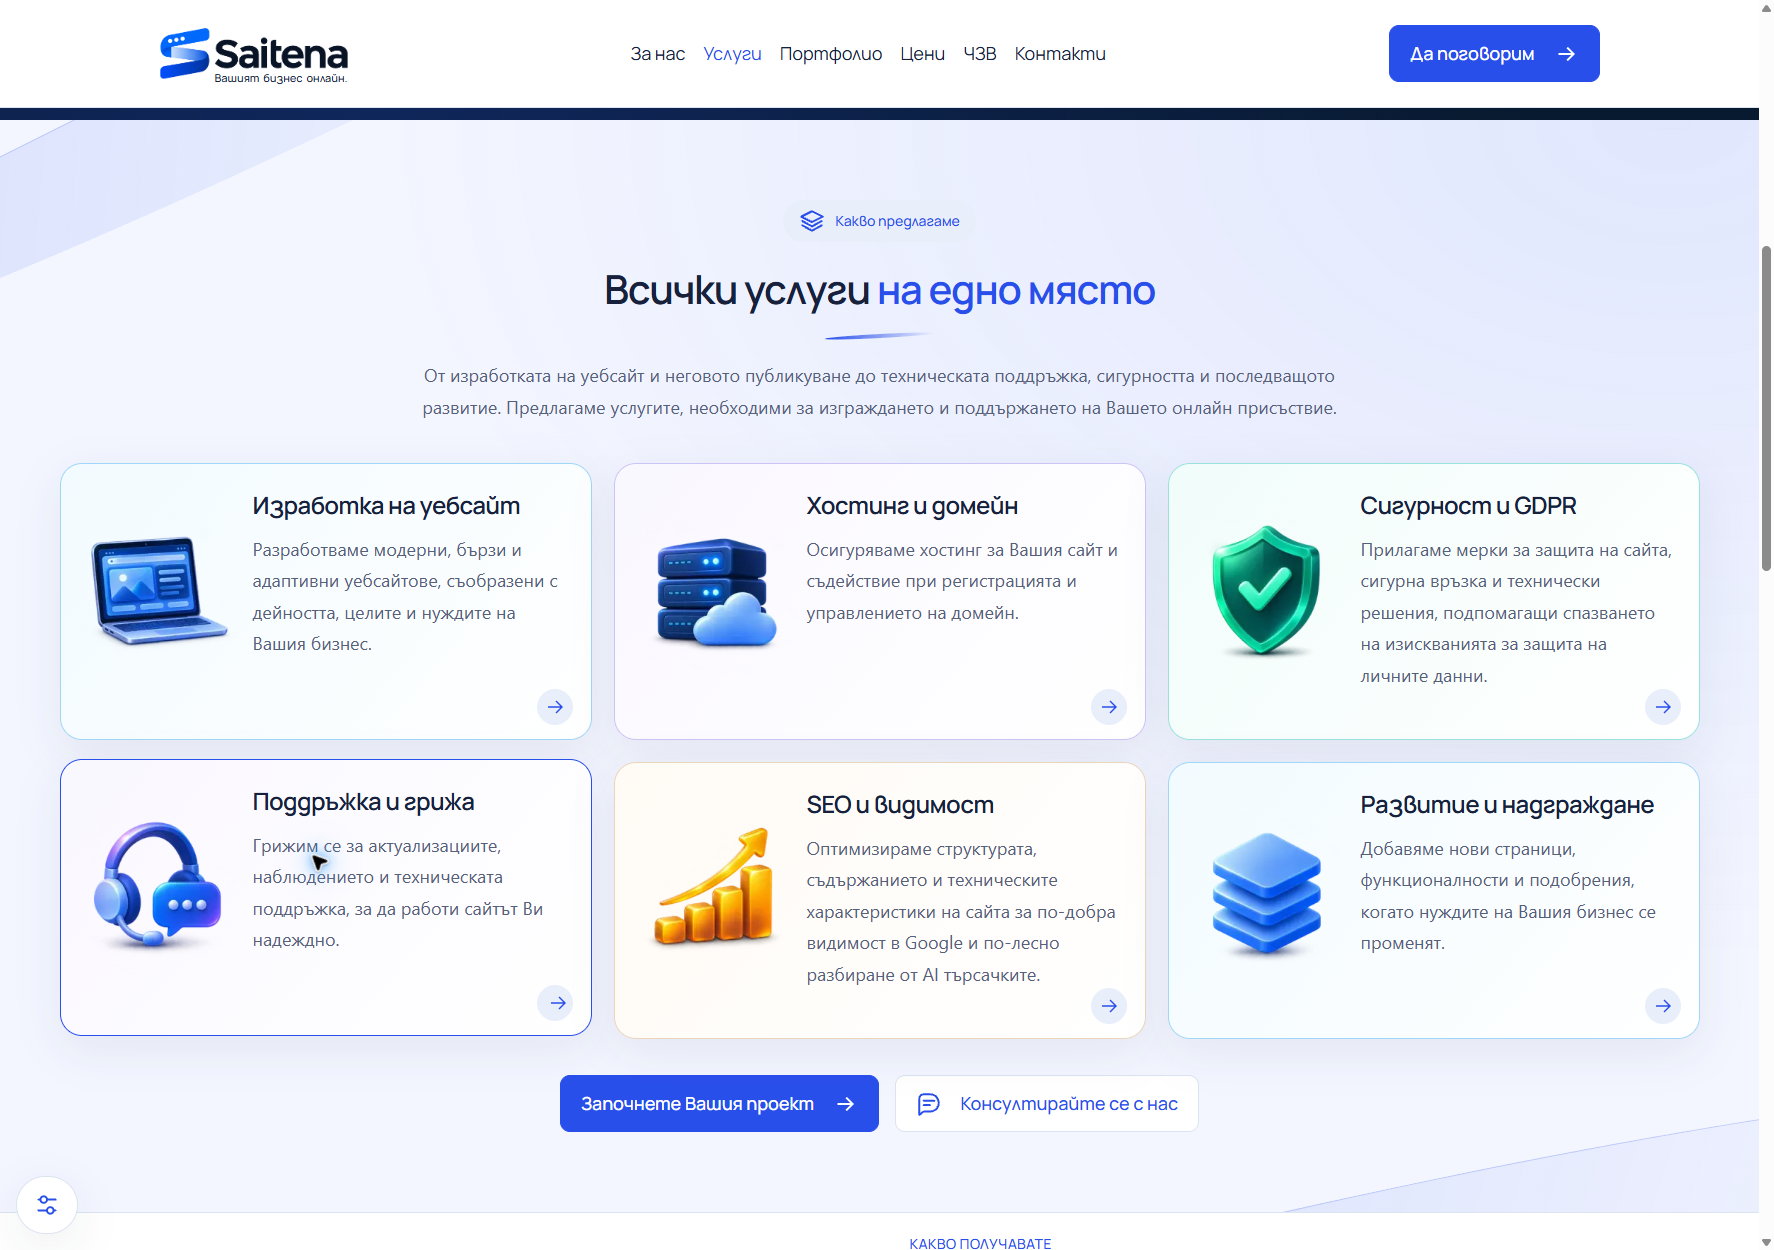 Saitena
Вашият бизнес онлайн.
За нас
Услуги
Портфолио
Цени
ЧЗВ
Контакти
Да поговорим
Какво предлагаме
Всички услуги на едно място
От изработката на уебсайт и неговото публикуване до техническата поддръжка, сигурността и последващото
развитие. Предлагаме услугите, необходими за изграждането и поддържането на Вашето онлайн присъствие.
Изработка на уебсайт
Разработваме модерни, бързи и
адаптивни уебсайтове, съобразени с
дейността, целите и нуждите на
Вашия бизнес.
Хостинг и домейн
Осигуряваме хостинг за Вашия сайт и
съдействие при регистрацията и
управлението на домейн.
Сигурност и GDPR
Прилагаме мерки за защита на сайта,
сигурна връзка и технически
решения, подпомагащи спазването
на изискванията за защита на
личните данни.
Поддръжка и грижа
Грижим се за актуализациите,
наблюдението и техническата
поддръжка, за да работи сайтът Ви
надеждно.
SEO и видимост
Оптимизираме структурата,
съдържанието и техническите
характеристики на сайта за по-добра
видимост в Google и по-лесно
разбиране от AI търсачките.
Развитие и надграждане
Добавяме нови страници,
функционалности и подобрения,
когато нуждите на Вашия бизнес се
променят.
Започнете Вашия проект
Консултирайте се с нас
КАКВО ПОЛУЧАВАТЕ